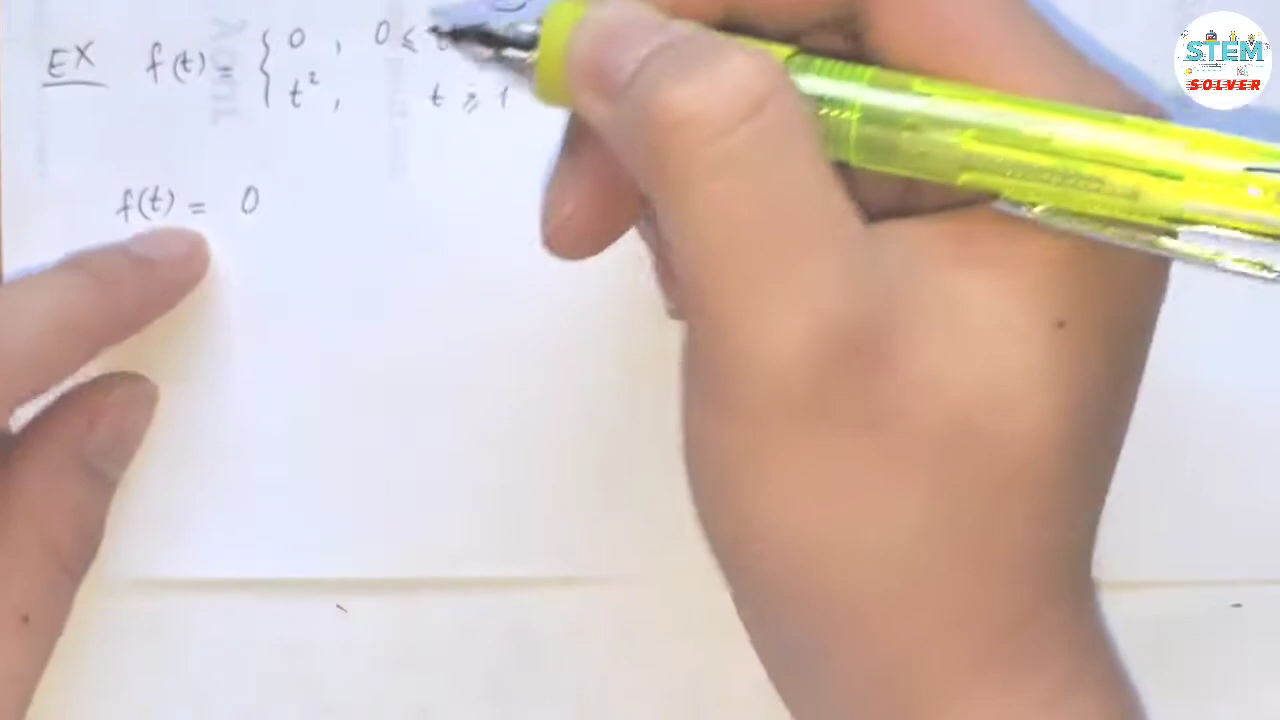 EX f(t) = { 0 , 0 ≤
t² , t ≥ 1
f(t) = 0
STEM
SOLVER